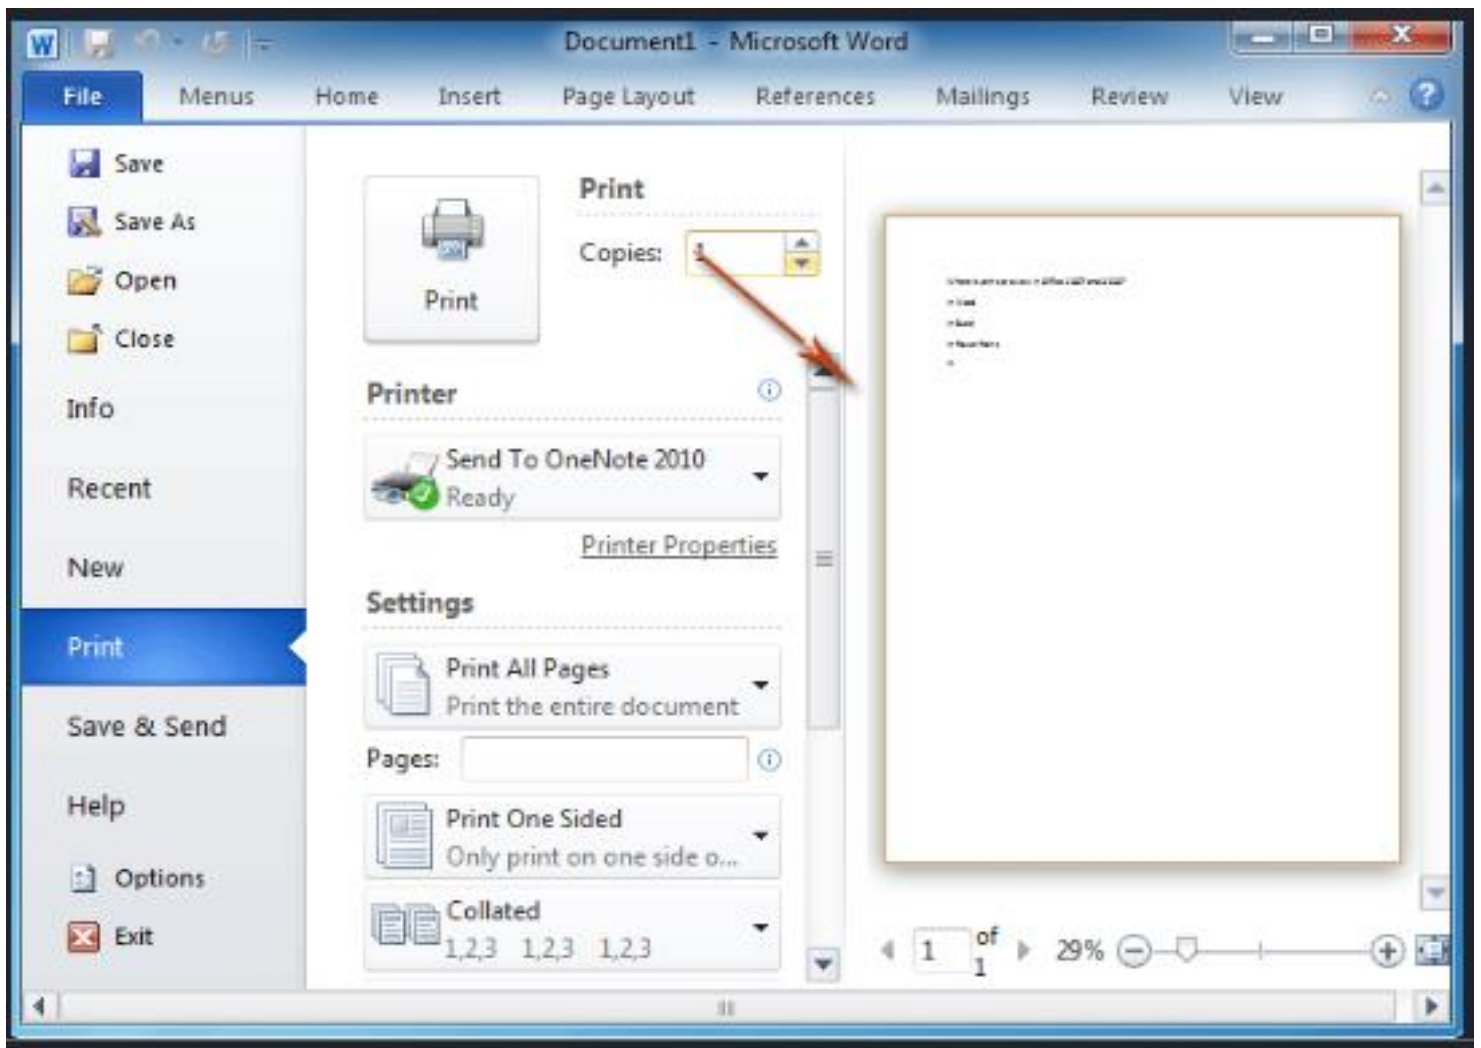 Document1 - Microsoft Word
File Menus Home Insert Page Layout References Mailings Review View
Save
Save As
Open
Close
Info
Recent
New
Print
Save & Send
Help
Options
Exit
Print
Print
Copies: 1
Printer
Send To OneNote 2010
Ready
Printer Properties
Settings
Print All Pages
Print the entire document
Pages:
Print One Sided
Only print on one side o...
Collated
1,2,3 1,2,3 1,2,3
1 of 1
29%